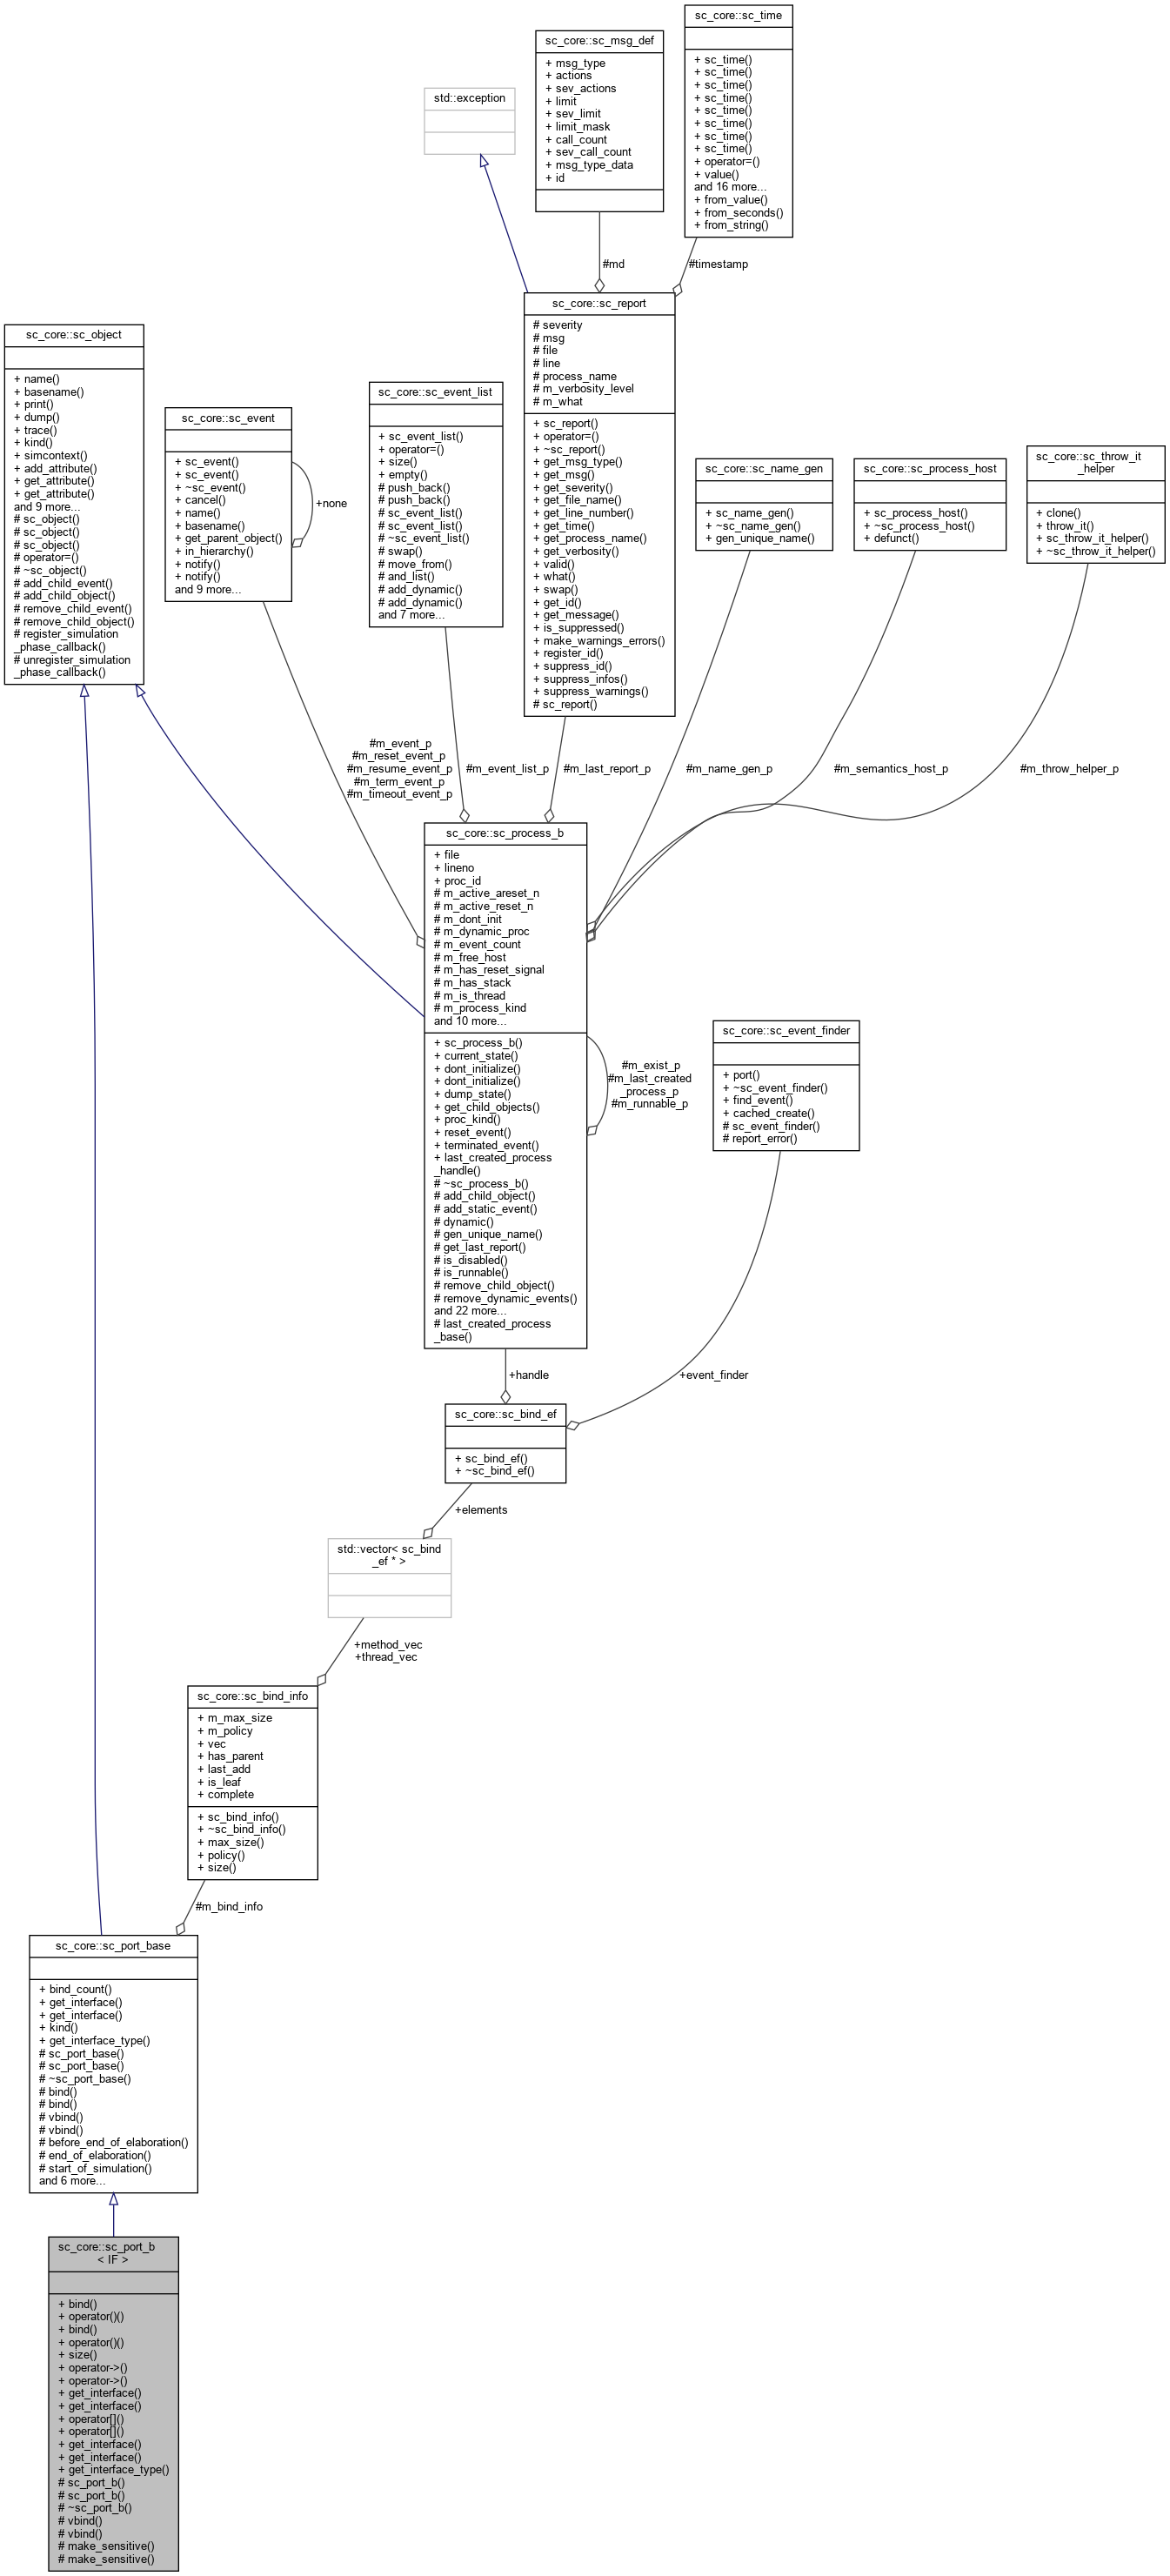 sc_core::sc_time
+ sc_time()
+ sc_time()
+ sc_time()
+ sc_time()
+ sc_time()
+ sc_time()
+ sc_time()
+ sc_time()
+ operator=()
+ value()
and 16 more...
+ from_value()
+ from_seconds()
+ from_string()
sc_core::sc_msg_def
+ msg_type
+ actions
+ sev_actions
+ limit
+ sev_limit
+ limit_mask
+ call_count
+ sev_call_count
+ msg_type_data
+ id
std::exception
#md
#timestamp
sc_core::sc_report
# severity
# msg
# file
# line
# process_name
# m_verbosity_level
# m_what
+ sc_report()
+ operator=()
+ ~sc_report()
+ get_msg_type()
+ get_msg()
+ get_severity()
+ get_file_name()
+ get_line_number()
+ get_time()
+ get_process_name()
+ get_verbosity()
+ valid()
+ what()
+ swap()
+ get_id()
+ get_message()
+ is_suppressed()
+ make_warnings_errors()
+ register_id()
+ suppress_id()
+ suppress_infos()
+ suppress_warnings()
# sc_report()
sc_core::sc_object
+ name()
+ basename()
+ print()
+ dump()
+ trace()
+ kind()
+ simcontext()
+ add_attribute()
+ get_attribute()
+ get_attribute()
and 9 more...
# sc_object()
# sc_object()
# sc_object()
# operator=()
# ~sc_object()
# add_child_event()
# add_child_object()
# remove_child_event()
# remove_child_object()
# register_simulation
_phase_callback()
# unregister_simulation
_phase_callback()
sc_core::sc_event
+ sc_event()
+ sc_event()
+ ~sc_event()
+ cancel()
+ name()
+ basename()
+ get_parent_object()
+ in_hierarchy()
+ notify()
+ notify()
and 9 more...
+none
sc_core::sc_event_list
+ sc_event_list()
+ operator=()
+ size()
+ empty()
# push_back()
# push_back()
# sc_event_list()
# sc_event_list()
# ~sc_event_list()
# swap()
# move_from()
# and_list()
# add_dynamic()
# add_dynamic()
and 7 more...
sc_core::sc_name_gen
+ sc_name_gen()
+ ~sc_name_gen()
+ gen_unique_name()
sc_core::sc_process_host
+ sc_process_host()
+ ~sc_process_host()
+ defunct()
sc_core::sc_throw_it
_helper
+ clone()
+ throw_it()
+ sc_throw_it_helper()
+ ~sc_throw_it_helper()
#m_event_p
#m_reset_event_p
#m_resume_event_p
#m_term_event_p
#m_timeout_event_p
#m_event_list_p
#m_last_report_p
#m_name_gen_p
#m_semantics_host_p
#m_throw_helper_p
sc_core::sc_process_b
+ file
+ lineno
+ proc_id
# m_active_areset_n
# m_active_reset_n
# m_dont_init
# m_dynamic_proc
# m_event_count
# m_free_host
# m_has_reset_signal
# m_has_stack
# m_is_thread
# m_process_kind
and 10 more...
+ sc_process_b()
+ current_state()
+ dont_initialize()
+ dont_initialize()
+ dump_state()
+ get_child_objects()
+ proc_kind()
+ reset_event()
+ terminated_event()
+ last_created_process
_handle()
# ~sc_process_b()
# add_child_object()
# add_static_event()
# dynamic()
# gen_unique_name()
# get_last_report()
# is_disabled()
# is_runnable()
# remove_child_object()
# remove_dynamic_events()
and 22 more...
# last_created_process
_base()
#m_exist_p
#m_last_created
_process_p
#m_runnable_p
sc_core::sc_event_finder
+ port()
+ ~sc_event_finder()
+ find_event()
+ cached_create()
# sc_event_finder()
# report_error()
+handle
+event_finder
sc_core::sc_bind_ef
+ sc_bind_ef()
+ ~sc_bind_ef()
+elements
std::vector< sc_bind
_ef * >
+method_vec
+thread_vec
sc_core::sc_bind_info
+ m_max_size
+ m_policy
+ vec
+ has_parent
+ last_add
+ is_leaf
+ complete
+ sc_bind_info()
+ ~sc_bind_info()
+ max_size()
+ policy()
+ size()
#m_bind_info
sc_core::sc_port_base
+ bind_count()
+ get_interface()
+ get_interface()
+ kind()
+ get_interface_type()
# sc_port_base()
# sc_port_base()
# ~sc_port_base()
# bind()
# bind()
# vbind()
# vbind()
# before_end_of_elaboration()
# end_of_elaboration()
# start_of_simulation()
and 6 more...
sc_core::sc_port_b
< IF >
+ bind()
+ operator()()
+ bind()
+ operator()()
+ size()
+ operator->()
+ operator->()
+ get_interface()
+ get_interface()
+ operator[]()
+ operator[]()
+ get_interface()
+ get_interface()
+ get_interface_type()
# sc_port_b()
# sc_port_b()
# ~sc_port_b()
# vbind()
# vbind()
# make_sensitive()
# make_sensitive()